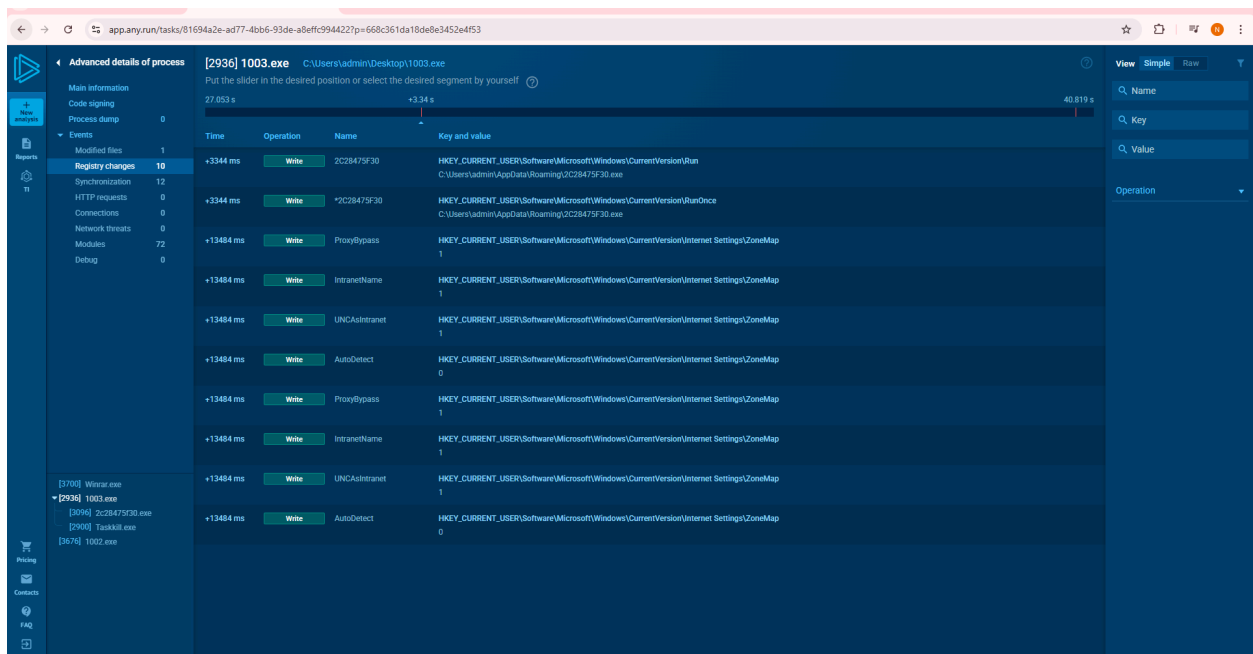 app.any.run/tasks/81694a2e-ad77-4bb6-93de-a8effc994422?p=668c361da18de8e3452e4f53
N
Advanced details of process
Main information
Code signing
Process dump 0
Events
Modified files 1
Registry changes 10
Synchronization 12
HTTP requests 0
Connections 0
Network threats 0
Modules 72
Debug 0
+
New
analysis
Reports
TI
[3700] Winrar.exe
[2936] 1003.exe
[3096] 2c28475f30.exe
[2900] Taskkill.exe
[3676] 1002.exe
Pricing
Contacts
FAQ
[2936] 1003.exe C:\Users\admin\Desktop\1003.exe
Put the slider in the desired position or select the desired segment by yourself ?
27.053 s +3.34 s 40.819 s
Time Operation Name Key and value
+3344 ms Write 2C28475F30 HKEY_CURRENT_USER\Software\Microsoft\Windows\CurrentVersion\Run
C:\Users\admin\AppData\Roaming\2C28475F30.exe
+3344 ms Write *2C28475F30 HKEY_CURRENT_USER\Software\Microsoft\Windows\CurrentVersion\RunOnce
C:\Users\admin\AppData\Roaming\2C28475F30.exe
+13484 ms Write ProxyBypass HKEY_CURRENT_USER\Software\Microsoft\Windows\CurrentVersion\Internet Settings\ZoneMap
1
+13484 ms Write IntranetName HKEY_CURRENT_USER\Software\Microsoft\Windows\CurrentVersion\Internet Settings\ZoneMap
1
+13484 ms Write UNCAsIntranet HKEY_CURRENT_USER\Software\Microsoft\Windows\CurrentVersion\Internet Settings\ZoneMap
1
+13484 ms Write AutoDetect HKEY_CURRENT_USER\Software\Microsoft\Windows\CurrentVersion\Internet Settings\ZoneMap
0
+13484 ms Write ProxyBypass HKEY_CURRENT_USER\Software\Microsoft\Windows\CurrentVersion\Internet Settings\ZoneMap
1
+13484 ms Write IntranetName HKEY_CURRENT_USER\Software\Microsoft\Windows\CurrentVersion\Internet Settings\ZoneMap
1
+13484 ms Write UNCAsIntranet HKEY_CURRENT_USER\Software\Microsoft\Windows\CurrentVersion\Internet Settings\ZoneMap
1
+13484 ms Write AutoDetect HKEY_CURRENT_USER\Software\Microsoft\Windows\CurrentVersion\Internet Settings\ZoneMap
0
View Simple Raw
Name
Key
Value
Operation